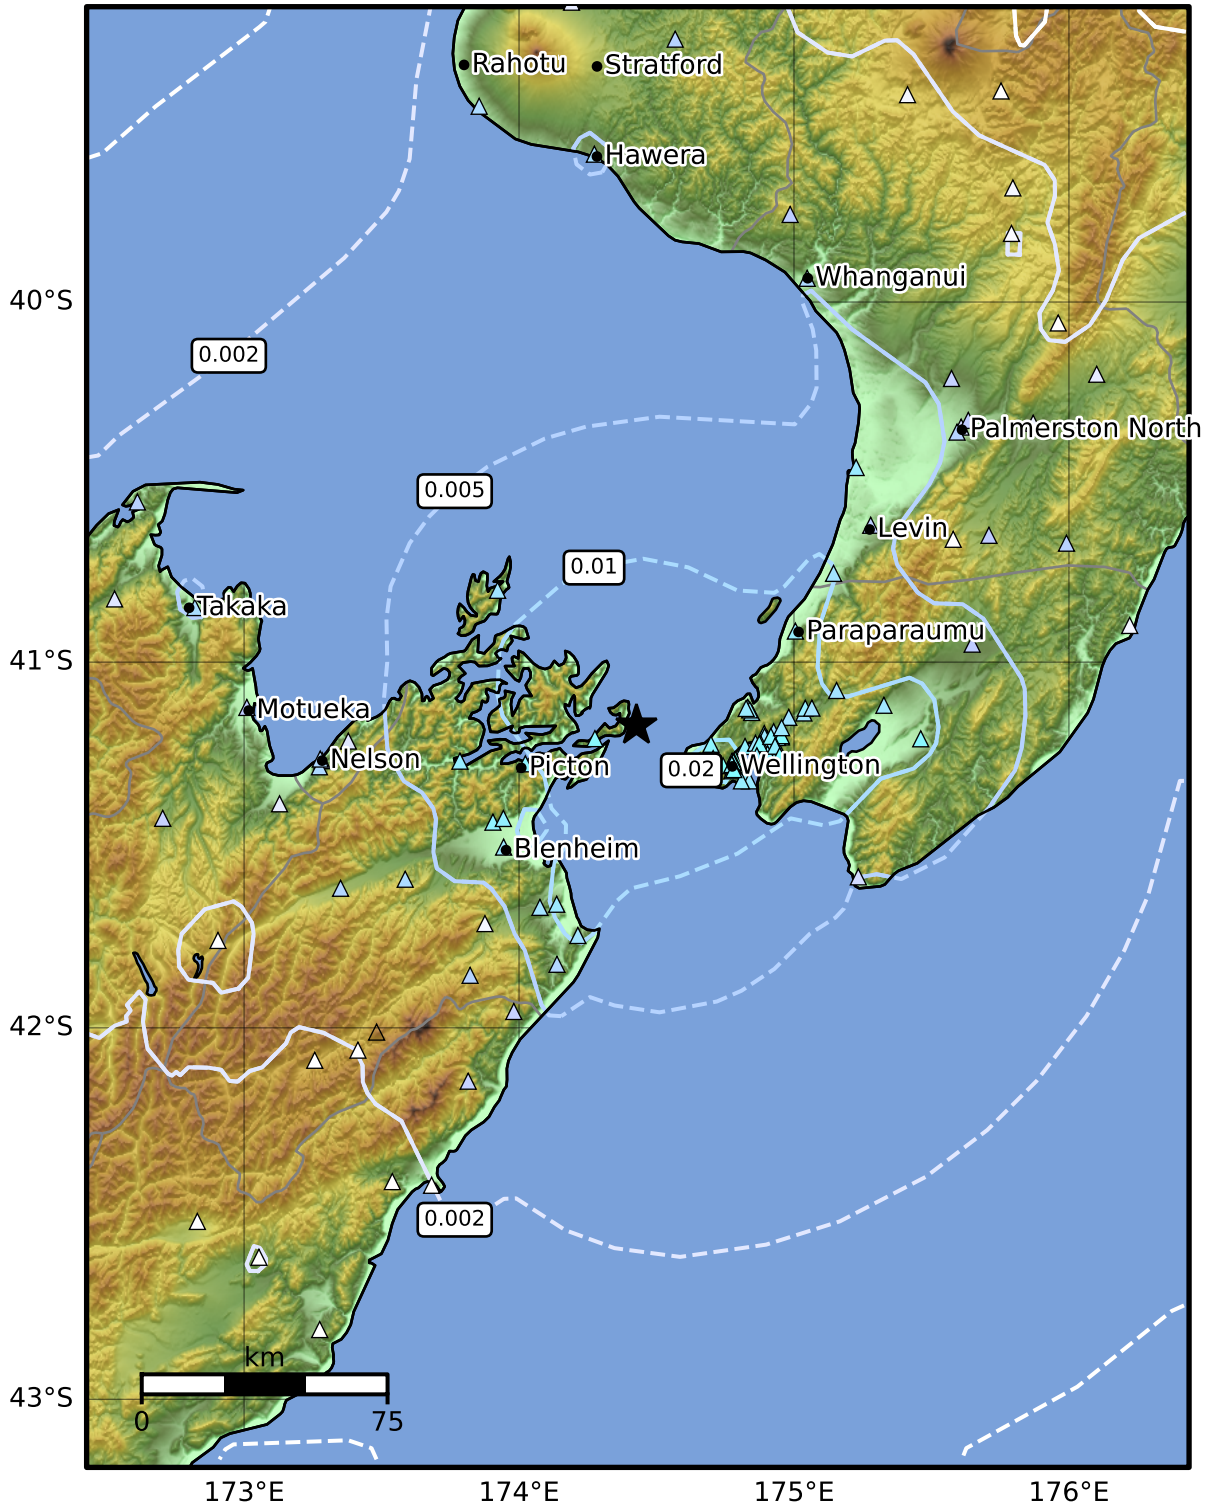 Rahotu
Stratford
Hawera
Whanganui
40°S
0.002
Palmerston North
0.005
Levin
0.01
Takaka
Paraparaumu
41°S
Motueka
Nelson
Picton
0.02
Wellington
Blenheim
42°S
0.002
km
43°S
0
75
173°E
174°E
175°E
176°E